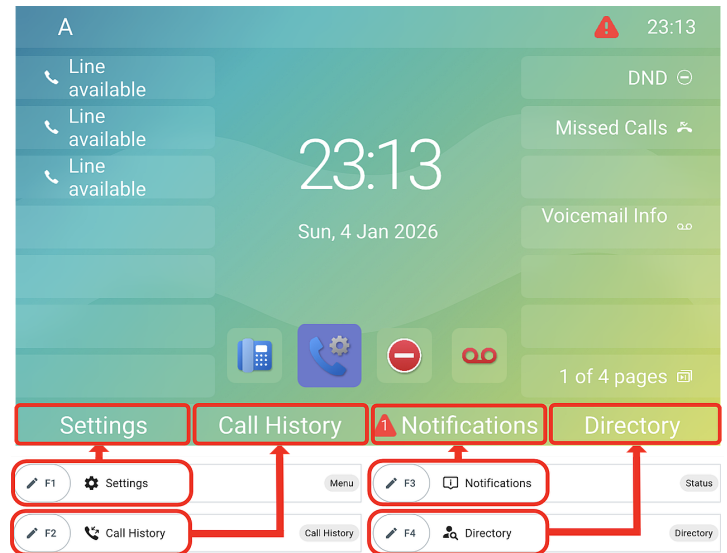 A
23:13
Line
available
DND
Line
available
Missed Calls
Line
available
23:13
Sun, 4 Jan 2026
Voicemail Info
1 of 4 pages
Settings
Call History
1 Notifications
Directory
F1 Settings Menu
F3 Notifications Status
F2 Call History Call History
F4 Directory Directory